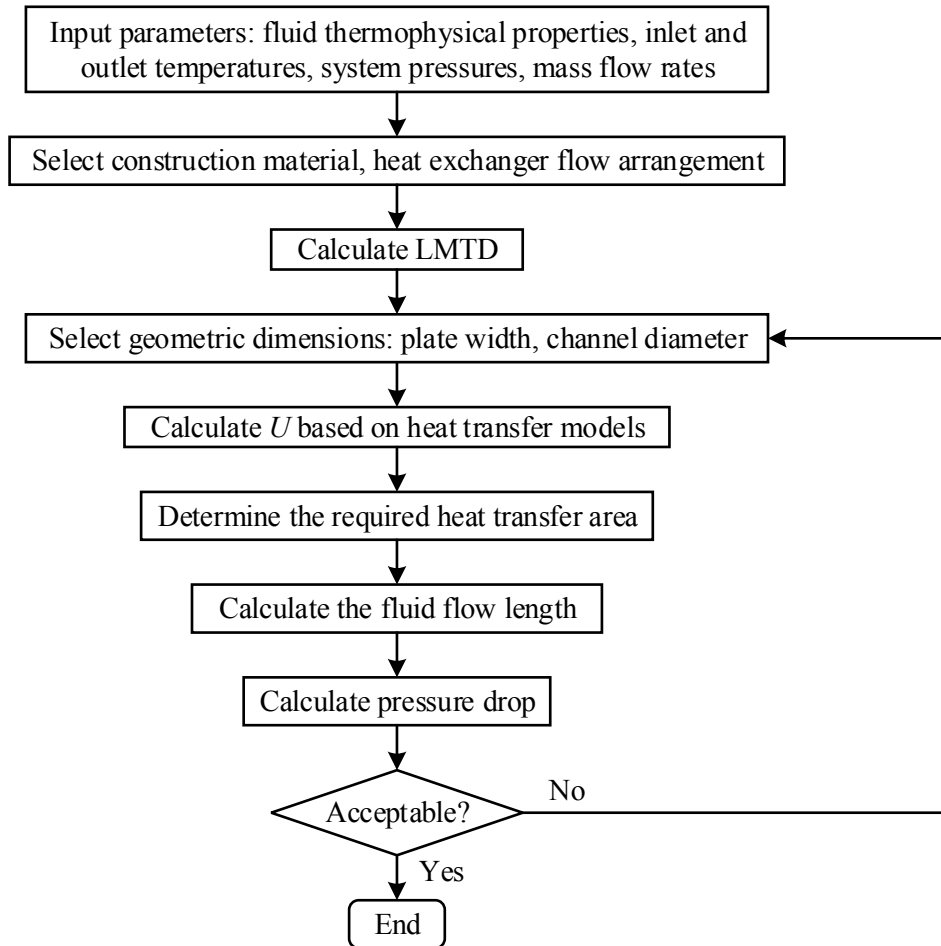 Input parameters: fluid thermophysical properties, inlet and
outlet temperatures, system pressures, mass flow rates
Select construction material, heat exchanger flow arrangement
Calculate LMTD
Select geometric dimensions: plate width, channel diameter
Calculate U based on heat transfer models
Determine the required heat transfer area
Calculate the fluid flow length
Calculate pressure drop
Acceptable?
No
Yes
End